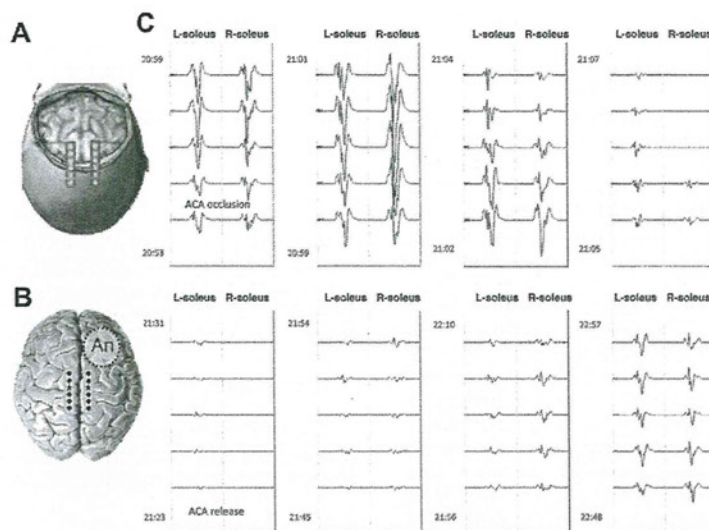 A
C
L-soleus R-soleus
L-soleus R-soleus
L-soleus R-soleus
L-soleus R-soleus
20:59
21:01
21:04
21:07
ACA occlusion
20:53
20:59
21:02
21:05
B
L-soleus R-soleus
L-soleus R-soleus
L-soleus R-soleus
L-soleus R-soleus
21:31
21:54
22:10
22:57
An
21:23
ACA release
21:45
21:56
22:48